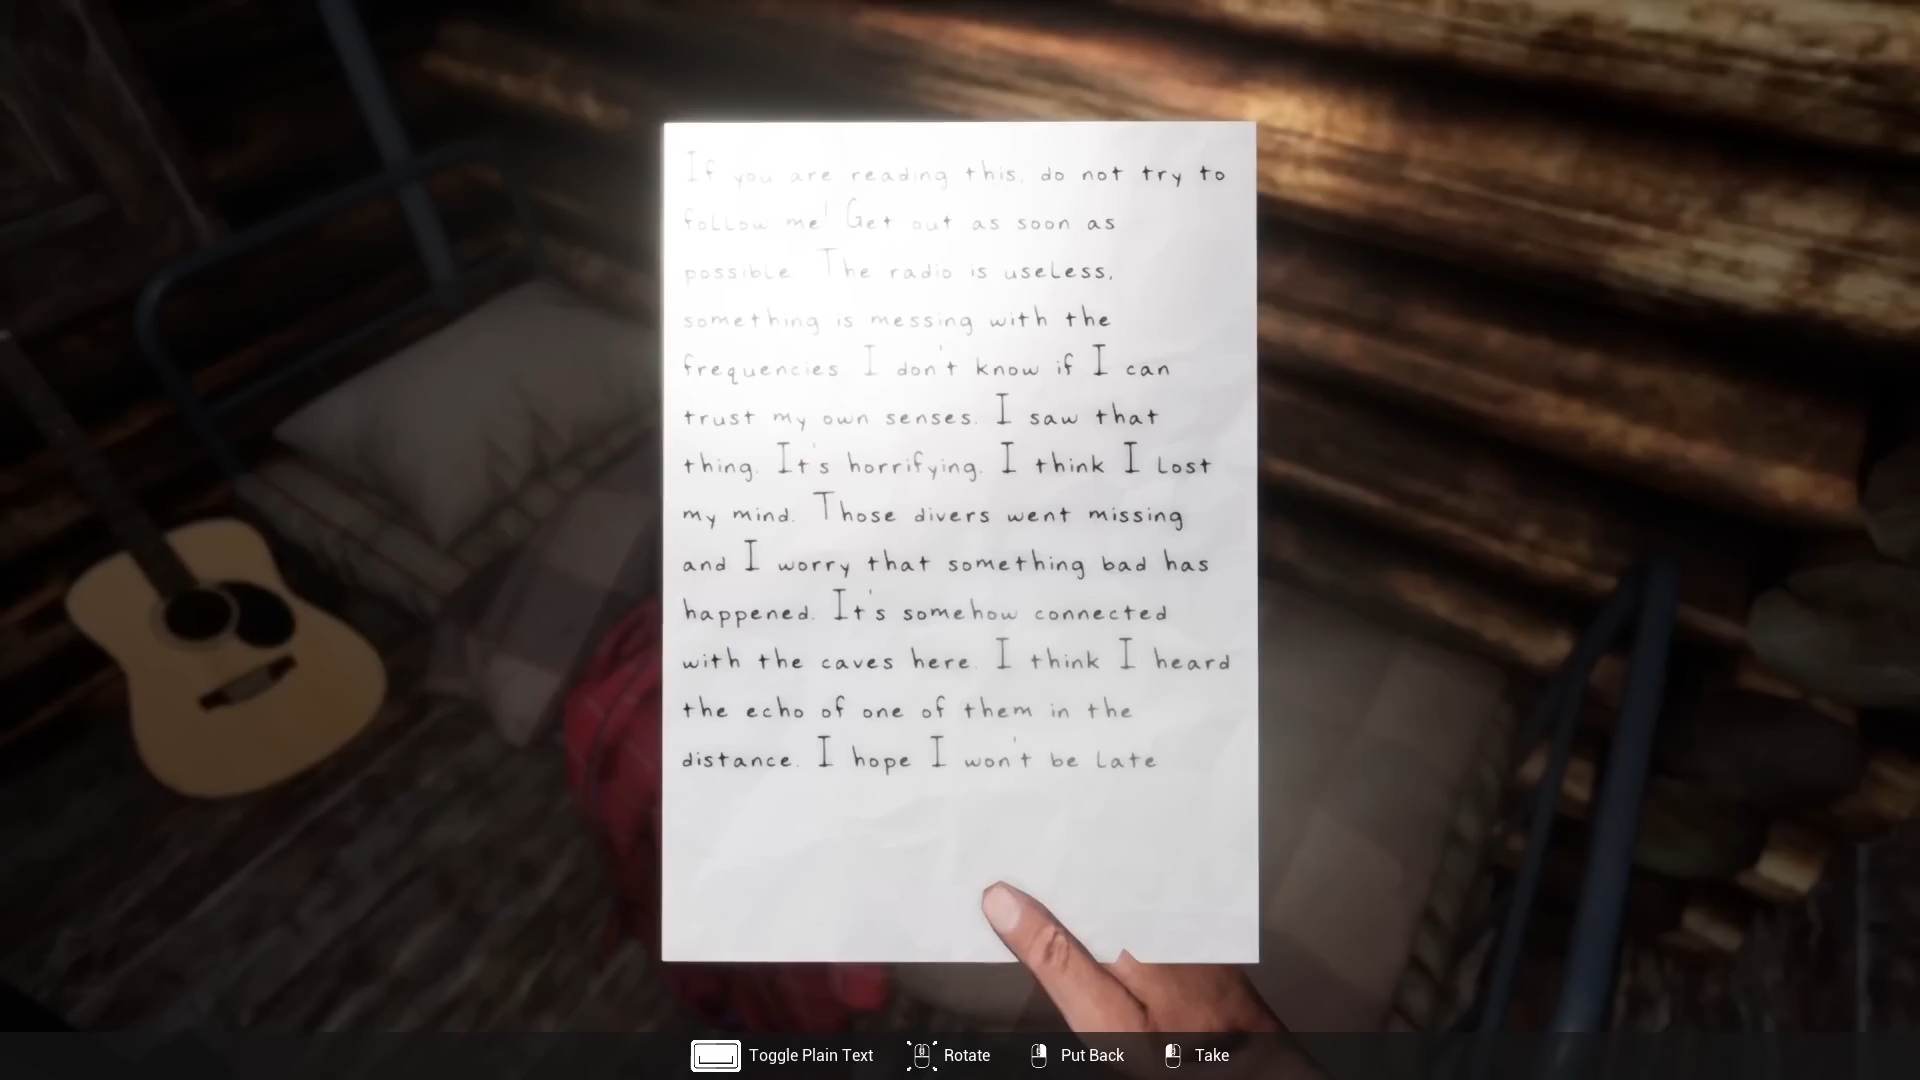 If you are reading this, do not try to
follow me! Get out as soon as
possible. The radio is useless,
something is messing with the
frequencies. I don't know if I can
trust my own senses. I saw that
thing. It's horrifying. I think I lost
my mind. Those divers went missing
and I worry that something bad has
happened. It's somehow connected
with the caves here. I think I heard
the echo of one of them in the
distance. I hope I won't be late
Toggle Plain Text Rotate Put Back Take